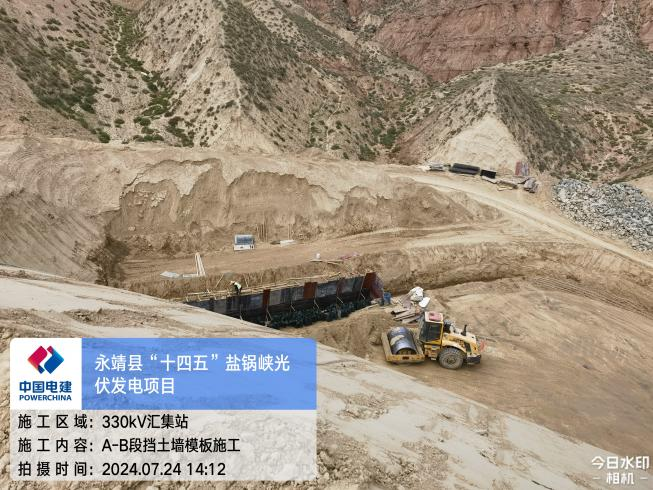 中国电建
POWERCHINA
永靖县“十四五”盐锅峡光
伏发电项目
施工区域：330kV汇集站
施工内容：A-B段挡土墙模板施工
拍摄时间：2024.07.24 14:12
今日水印
相机